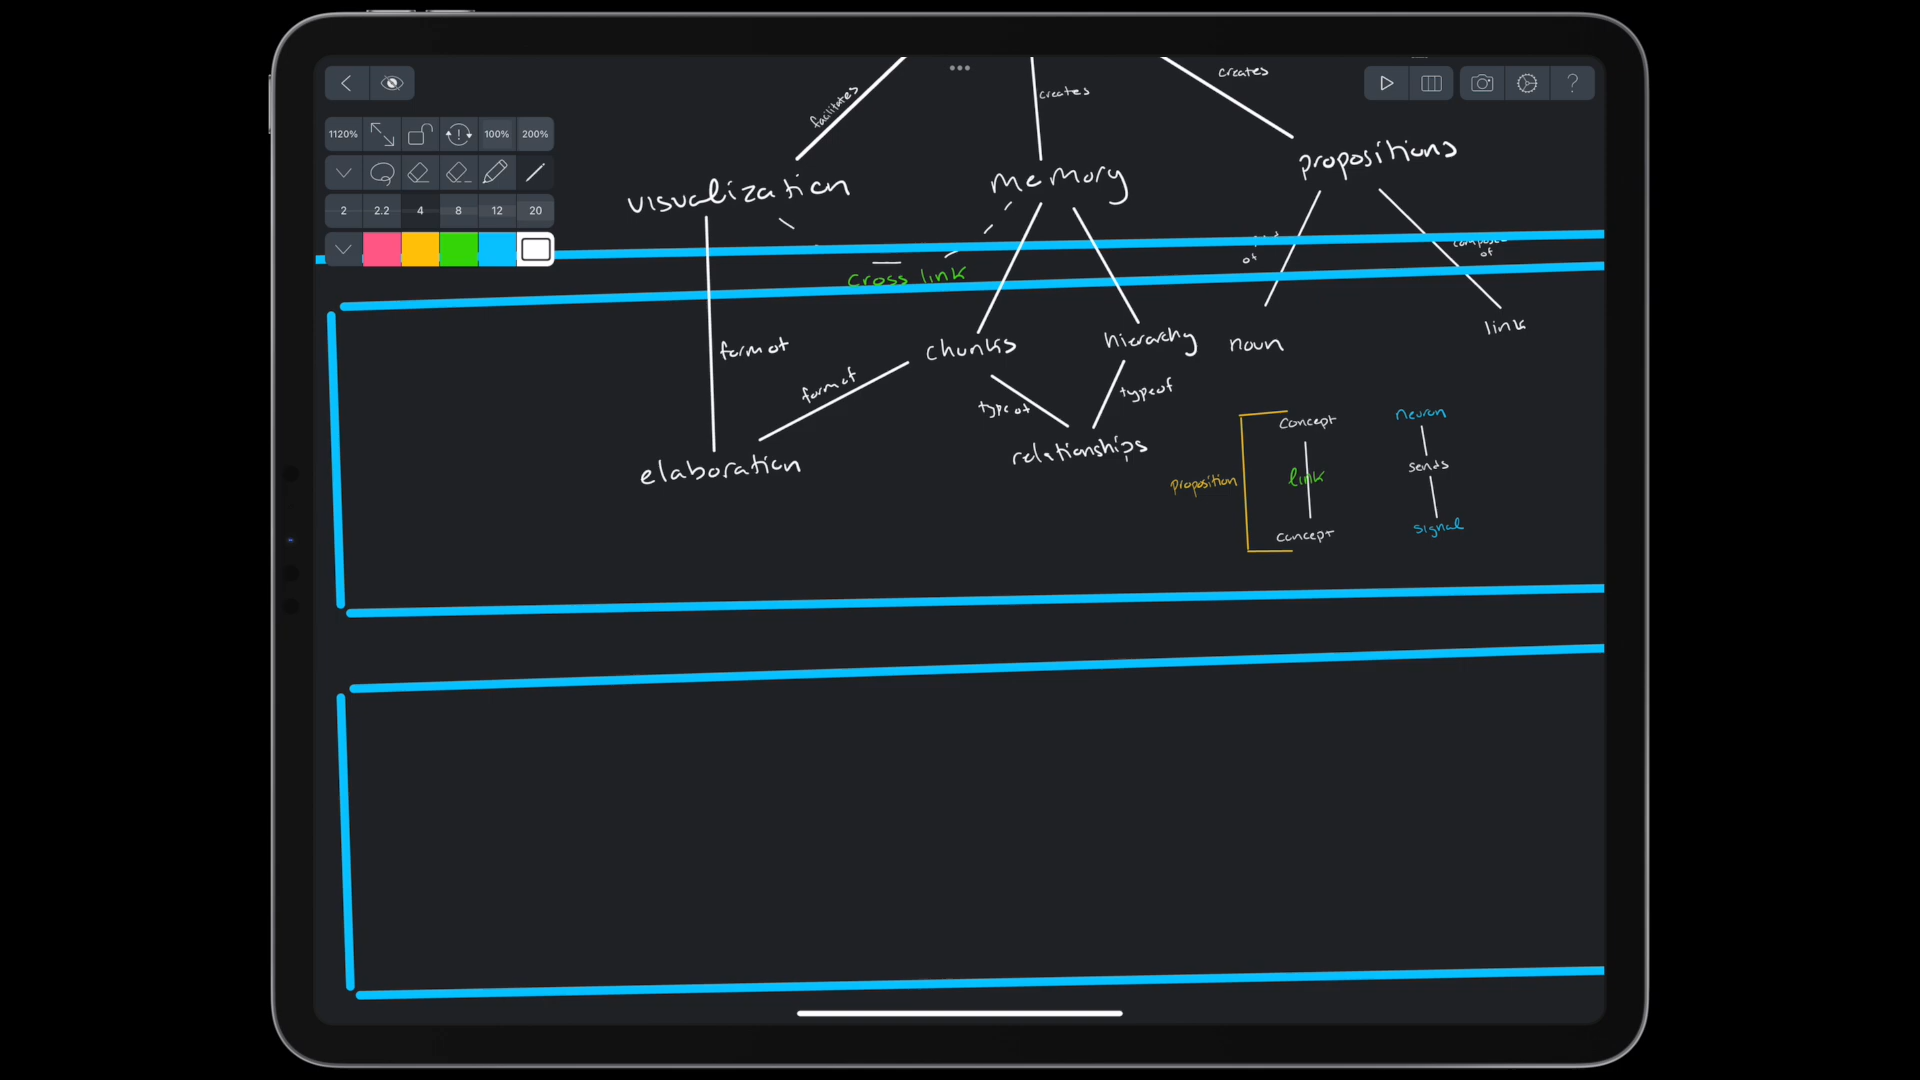 creates
creates
facilitates
1120%
100%
200%
propositions
memory
visualization
2
2.2
4
8
12
20
of
of
cross link
link
hierarchy
noun
chunks
form of
form of
type of
type of
concept
neuron
relationships
elaboration
sends
link
proposition
signal
concept